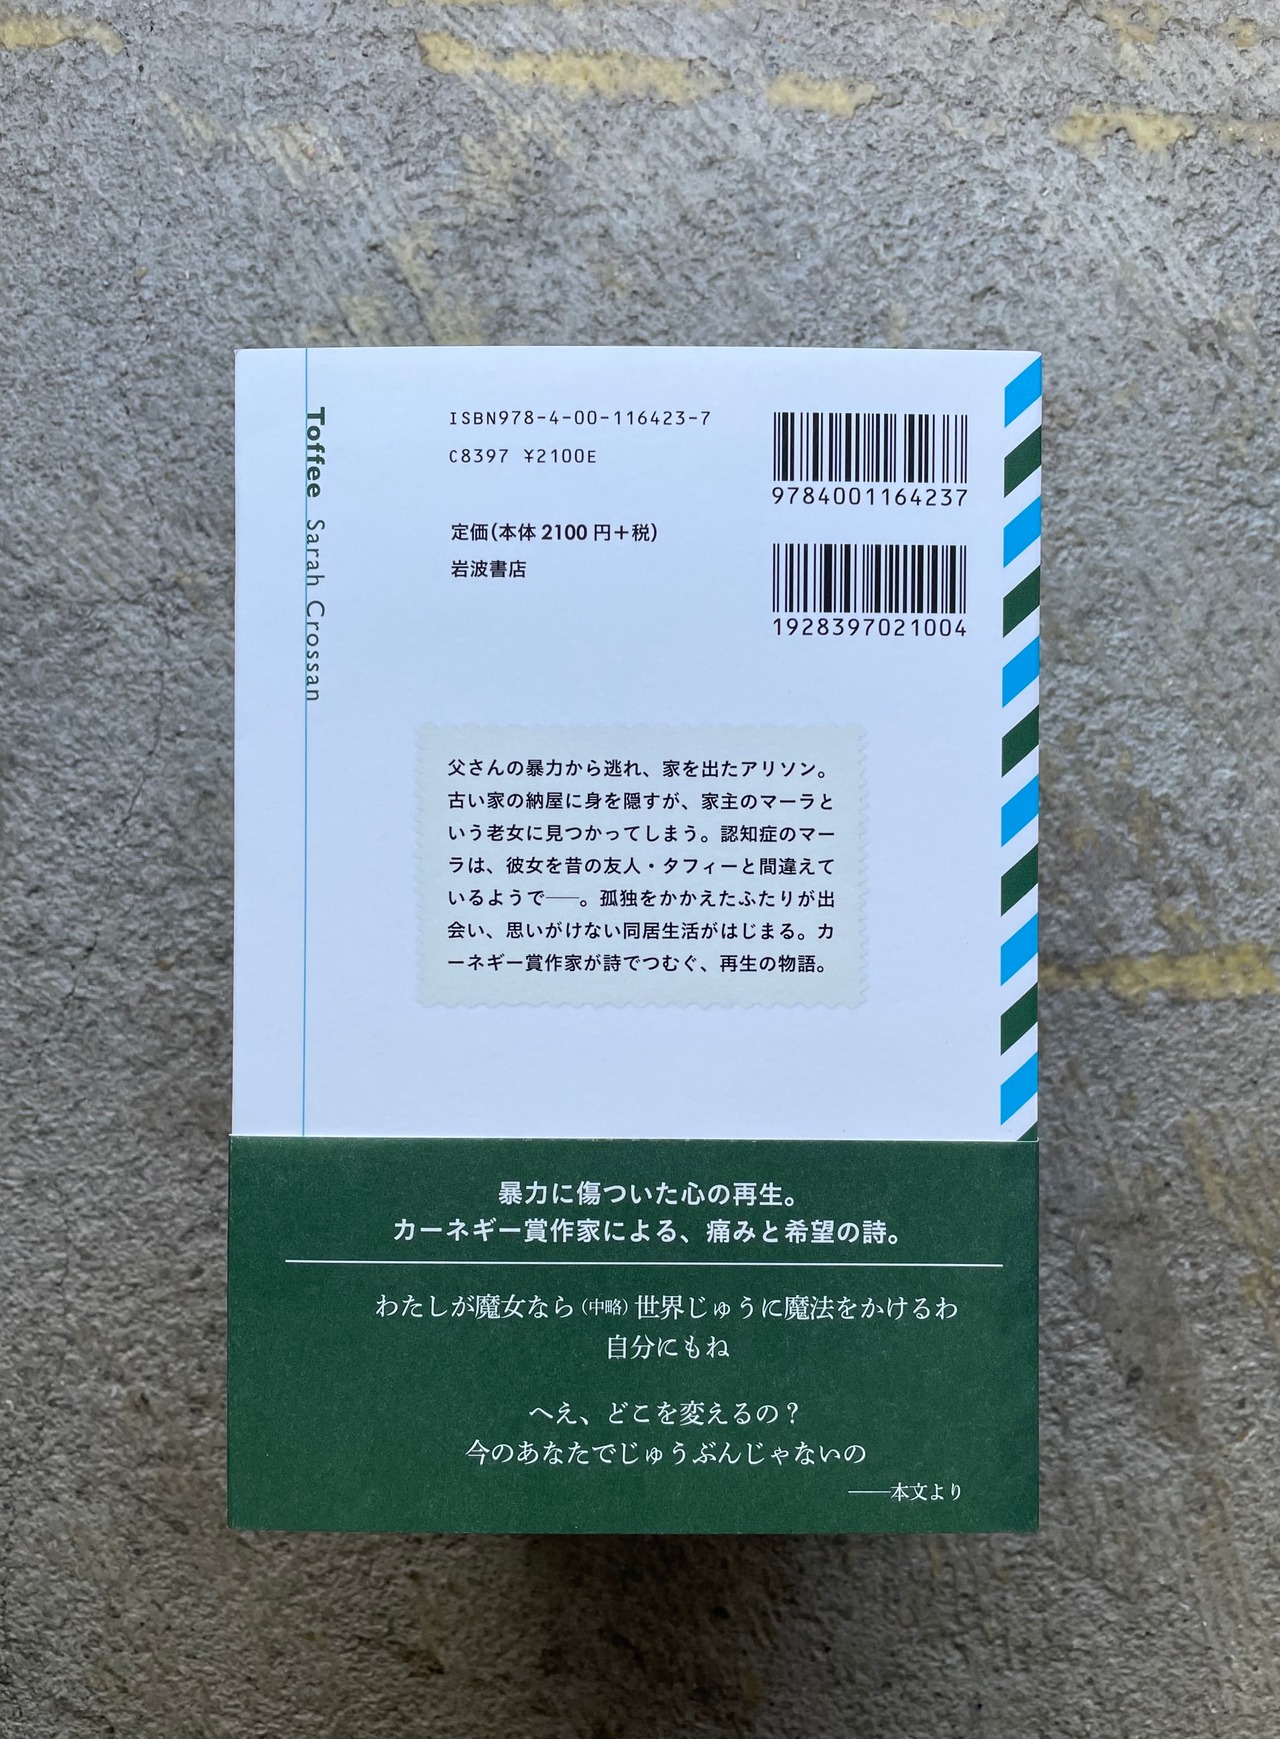 Toffee Sarah Crossan
ISBN978-4-00-116423-7
C8397 ¥2100E
定価(本体 2100 円+税)
岩波書店
9784001164237
1928397021004
父さんの暴力から逃れ、家を出たアリソン。
古い家の納屋に身を隠すが、家主のマーラと
いう老女に見つかってしまう。認知症のマー
ラは、彼女を昔の友人・タフィーと間違えて
いるようで──。孤独をかかえたふたりが出
会い、思いがけない同居生活がはじまる。カ
ーネギー賞作家が詩でつむぐ、再生の物語。
暴力に傷ついた心の再生。
カーネギー賞作家による、痛みと希望の詩。
わたしが魔女なら(中略)世界じゅうに魔法をかけるわ
自分にもね
へえ、どこを変えるの?
今のあなたでじゅうぶんじゃないの
──本文より